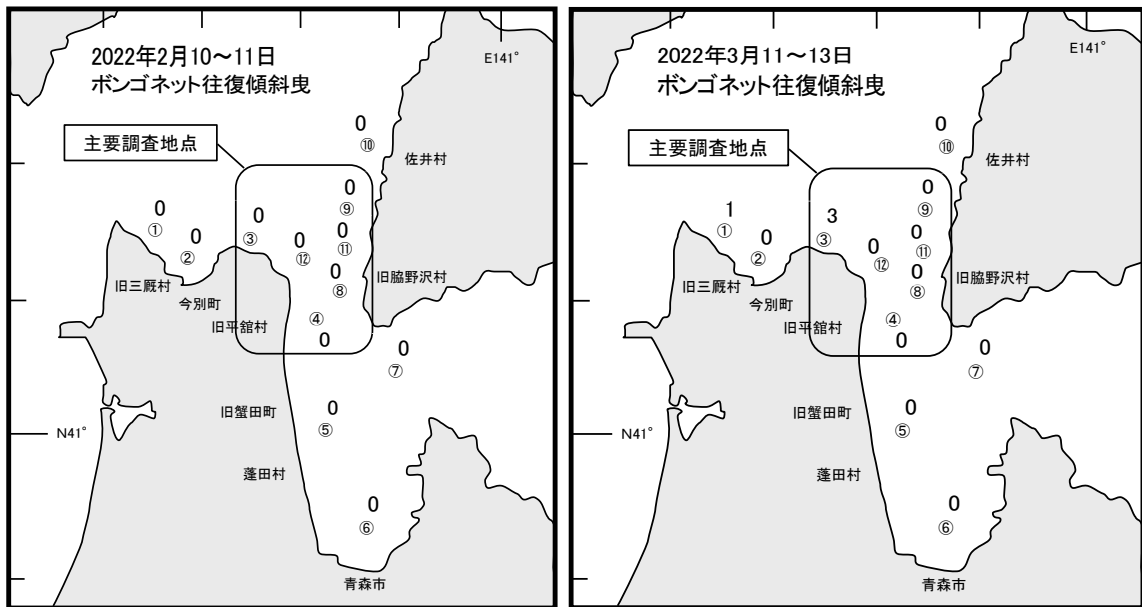 2022年2月10～11日
ボンゴネット往復傾斜曳
E141°
主要調査地点
0
⑩
佐井村
0
⑨
0
①
0
②
0
③
0
⑫
0
⑪
0
⑧
旧三厩村
今別町
旧脇野沢村
旧平舘村
④
0
0
⑦
旧蟹田町
0
⑤
N41°
蓬田村
0
⑥
青森市
2022年3月11～13日
ボンゴネット往復傾斜曳
E141°
主要調査地点
0
⑩
佐井村
0
⑨
1
①
0
②
3
③
0
⑫
0
⑪
0
⑧
旧三厩村
今別町
旧脇野沢村
旧平舘村
④
0
0
⑦
旧蟹田町
0
⑤
N41°
蓬田村
0
⑥
青森市